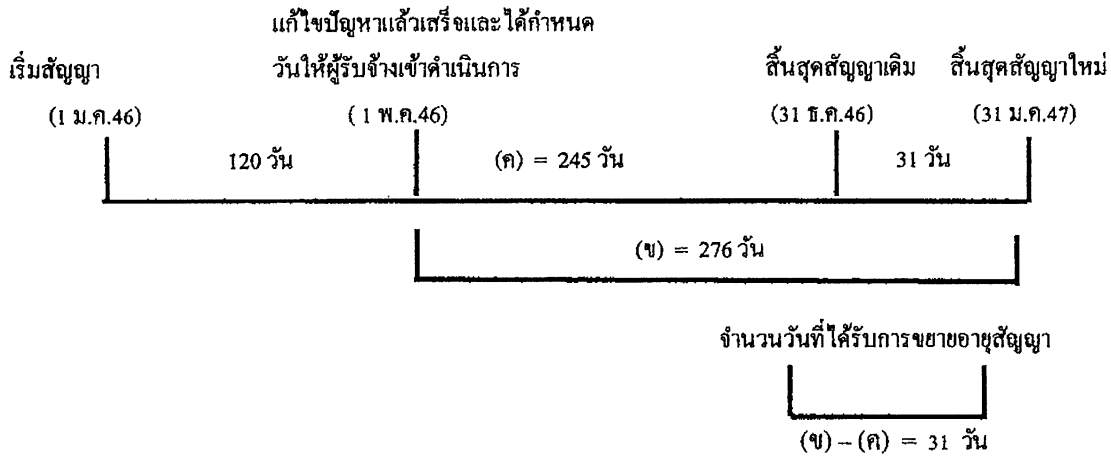 แก้ไขปัญหาแล้วเสร็จและได้กำหนด
เริ่มสัญญา วันให้ผู้รับจ้างเข้าดำเนินการ สิ้นสุดสัญญาเดิม สิ้นสุดสัญญาใหม่
(1 ม.ค.46) ( 1 พ.ค.46) (31 ธ.ค.46) (31 ม.ค.47)
120 วัน (ค) = 245 วัน 31 วัน
(ข) = 276 วัน
จำนวนวันที่ได้รับการขยายอายุสัญญา
(ข) – (ค) = 31 วัน